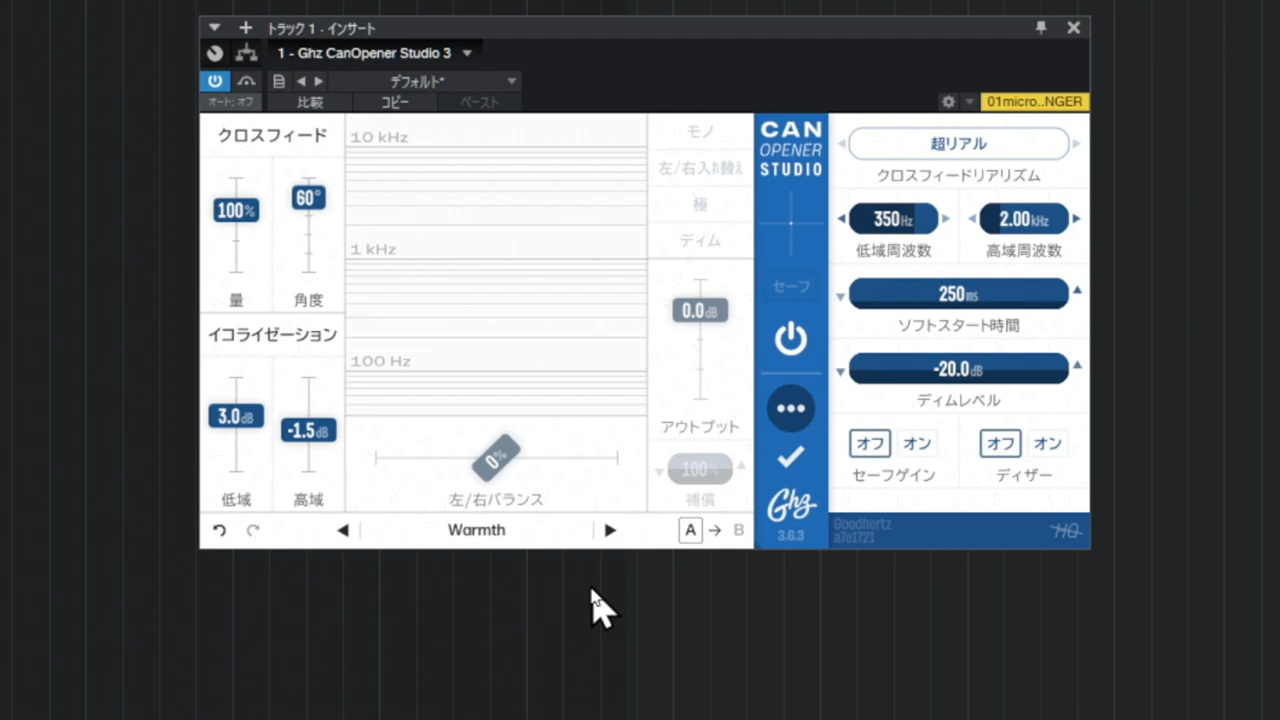 トラック 1 - インサート
1 - Ghz CanOpener Studio 3
デフォルト*
オート: オフ
比較
コピー
ペースト
01micro..NGER
クロスフィード
100%
60°
量
角度
イコライゼーション
3.0dB
-1.5dB
低域
高域
10 kHz
1 kHz
100 Hz
0%
左/右バランス
モノ
左/右入れ替え
極
ディム
0.0dB
アウトプット
100%
補償
Warmth
A → B
CAN
OPENER
STUDIO
セーフ
Ghz
3.6.3
超リアル
クロスフィードリアリズム
350Hz
2.00kHz
低域周波数
高域周波数
250ms
ソフトスタート時間
-20.0dB
ディムレベル
オフ オン
オフ オン
セーフゲイン
ディザー
Goodhertz
a7e1721
HQ